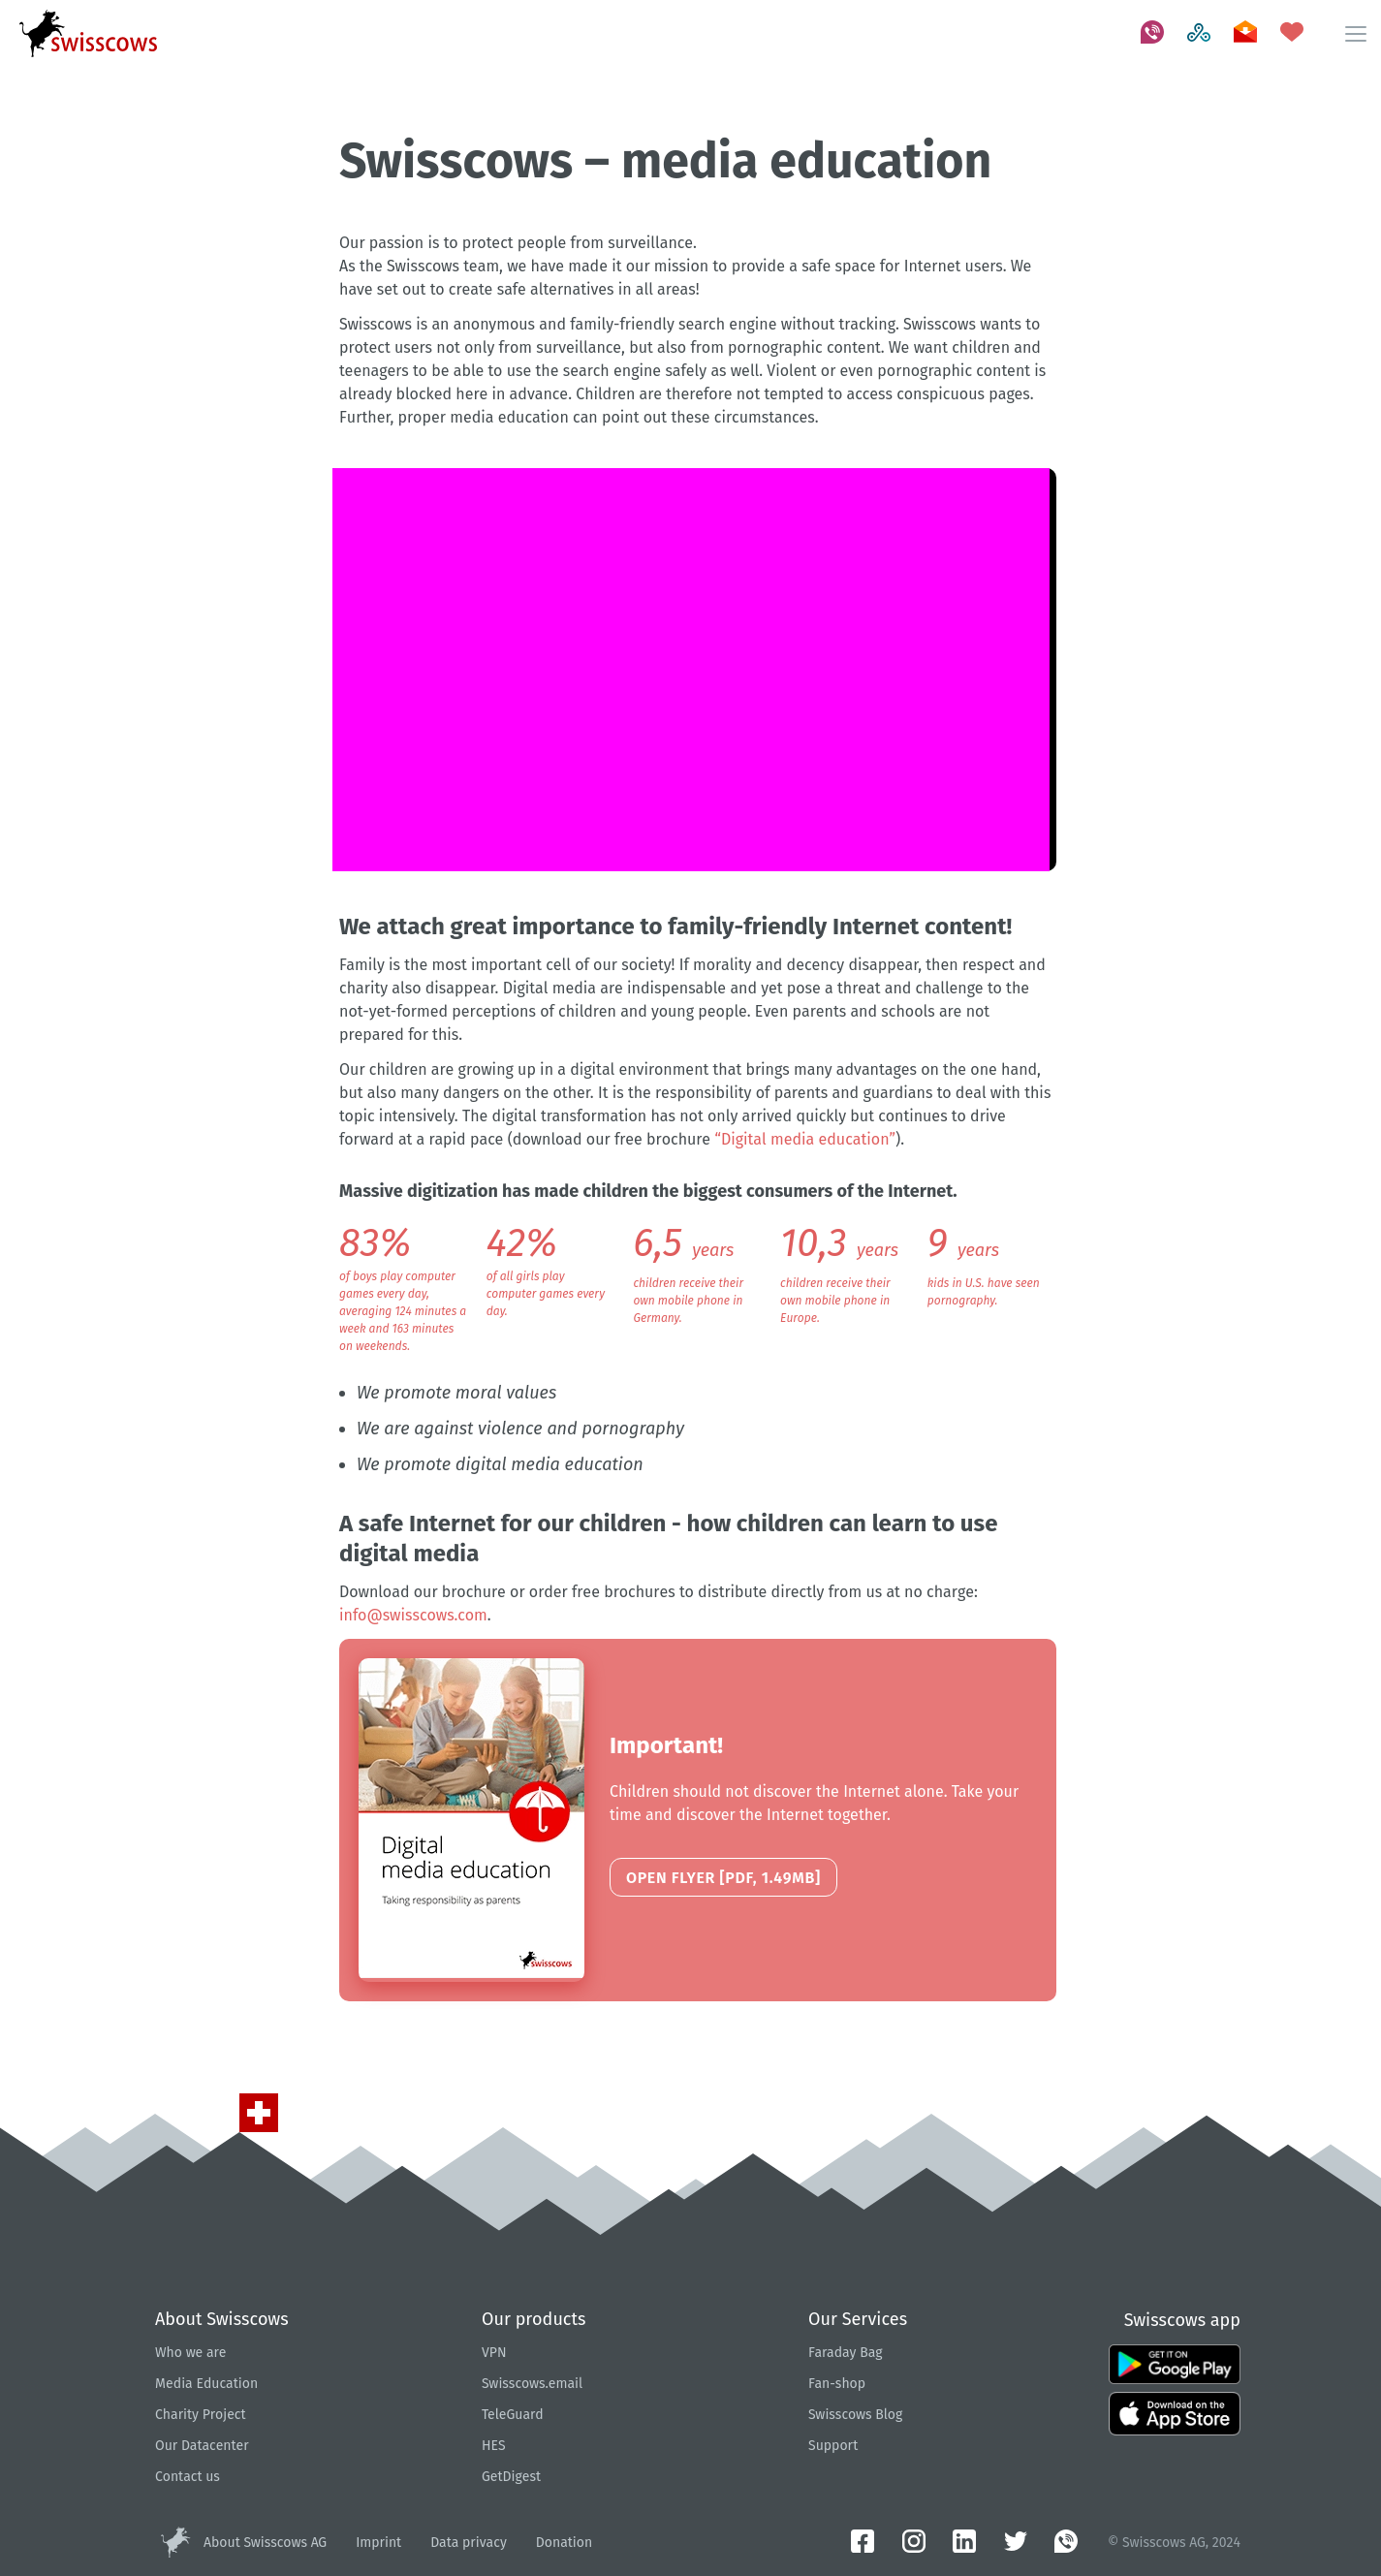 swisscows
Swisscows – media education
Our passion is to protect people from surveillance.
As the Swisscows team, we have made it our mission to provide a safe space for Internet users. We
have set out to create safe alternatives in all areas!
Swisscows is an anonymous and family-friendly search engine without tracking. Swisscows wants to
protect users not only from surveillance, but also from pornographic content. We want children and
teenagers to be able to use the search engine safely as well. Violent or even pornographic content is
already blocked here in advance. Children are therefore not tempted to access conspicuous pages.
Further, proper media education can point out these circumstances.
We attach great importance to family-friendly Internet content!
Family is the most important cell of our society! If morality and decency disappear, then respect and
charity also disappear. Digital media are indispensable and yet pose a threat and challenge to the
not-yet-formed perceptions of children and young people. Even parents and schools are not
prepared for this.
Our children are growing up in a digital environment that brings many advantages on the one hand,
but also many dangers on the other. It is the responsibility of parents and guardians to deal with this
topic intensively. The digital transformation has not only arrived quickly but continues to drive
forward at a rapid pace (download our free brochure “Digital media education”).
Massive digitization has made children the biggest consumers of the Internet.
83%
of boys play computer
games every day,
averaging 124 minutes a
week and 163 minutes
on weekends.
42%
of all girls play
computer games every
day.
6,5 years
children receive their
own mobile phone in
Germany.
10,3 years
children receive their
own mobile phone in
Europe.
9 years
kids in U.S. have seen
pornography.
• We promote moral values
• We are against violence and pornography
• We promote digital media education
A safe Internet for our children - how children can learn to use
digital media
Download our brochure or order free brochures to distribute directly from us at no charge:
info@swisscows.com.
Digital
media education
Taking responsibility as parents
swisscows
Important!
Children should not discover the Internet alone. Take your
time and discover the Internet together.
OPEN FLYER [PDF, 1.49MB]
About Swisscows
Who we are
Media Education
Charity Project
Our Datacenter
Contact us
Our products
VPN
Swisscows.email
TeleGuard
HES
GetDigest
Our Services
Faraday Bag
Fan-shop
Swisscows Blog
Support
Swisscows app
GET IT ON
Google Play
Download on the
App Store
About Swisscows AG
Imprint
Data privacy
Donation
© Swisscows AG, 2024